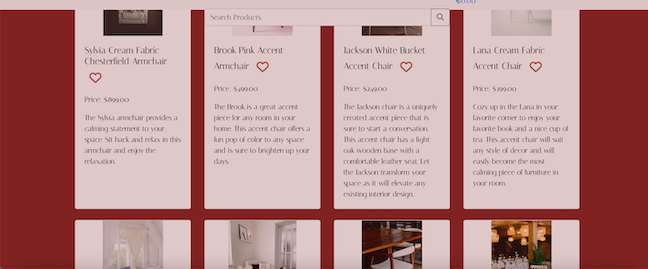 €0.00
Search Products
Sylvia Cream Fabric
Chesterfield Armchair
Price: $899.00
The Sylvia armchair provides a
calming statement to your
space. Sit back and relax in this
armchair and enjoy the
relaxation.
Brook Pink Accent
Armchair
Price: $499.00
The Brook is a great accent
piece for any room in your
home. This accent chair offers a
fun pop of color to any space
and is sure to brighten up your
days.
Jackson White Bucket
Accent Chair
Price: $249.00
The Jackson chair is a uniquely
created accent piece that is
sure to start a conversation.
This accent chair has a light
oak wooden base with a
comfortable leather seat. Let
the Jackson transform your
space as it will elevate any
existing interior design.
Lana Cream Fabric
Accent Chair
Price: $399.00
Cozy up in the Lana in your
favorite corner to enjoy your
favorite book and a nice cup of
tea. This accent chair will suit
any style of decor and will
easily become the most
calming piece of furniture in
your room.